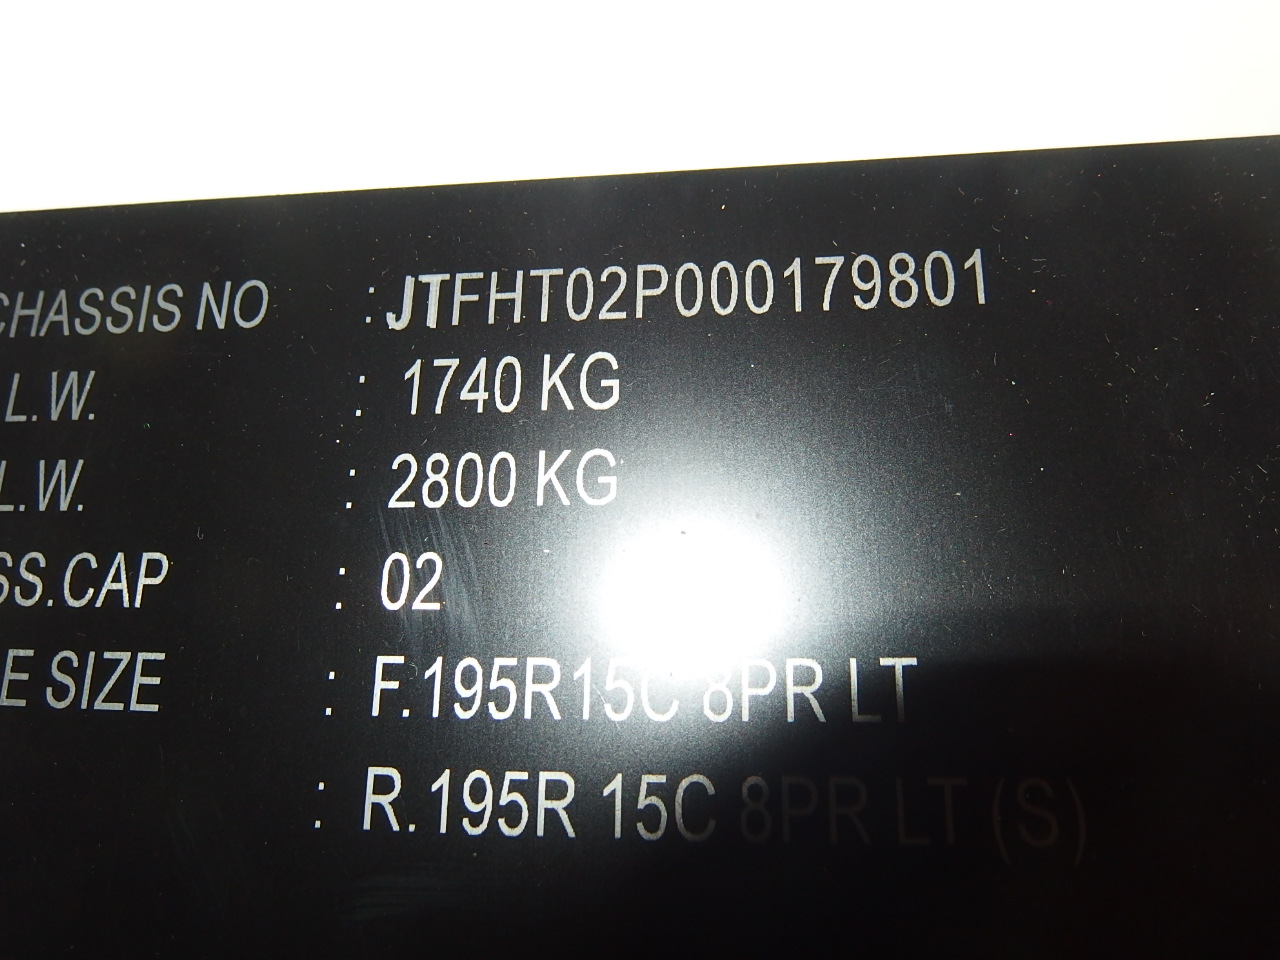 CHASSIS NO : JTFHT02P000179801
L.W. : 1740 KG
L.W. : 2800 KG
SS.CAP : 02
E SIZE : F.195R15C 8PR LT
: R.195R 15C 8PR LT (S)